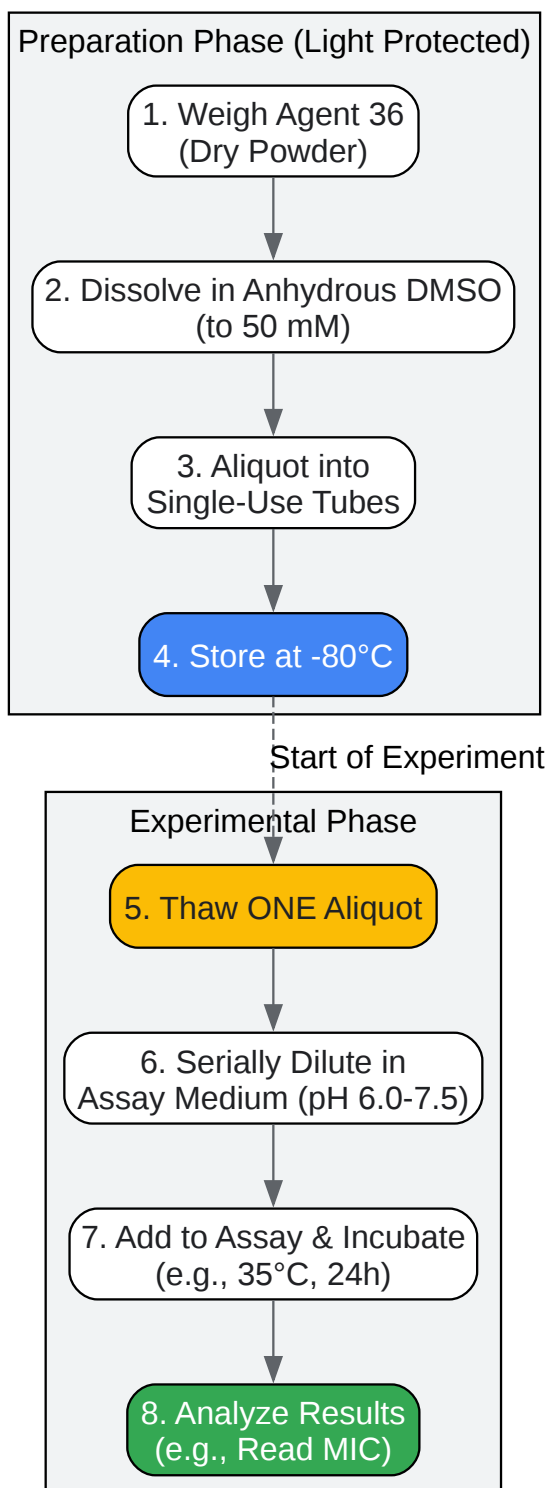 Preparation Phase (Light Protected)
1. Weigh Agent 36
(Dry Powder)
2. Dissolve in Anhydrous DMSO
(to 50 mM)
3. Aliquot into
Single-Use Tubes
4. Store at -80°C
Start of Experiment
Experimental Phase
5. Thaw ONE Aliquot
6. Serially Dilute in
Assay Medium (pH 6.0-7.5)
7. Add to Assay & Incubate
(e.g., 35°C, 24h)
8. Analyze Results
(e.g., Read MIC)